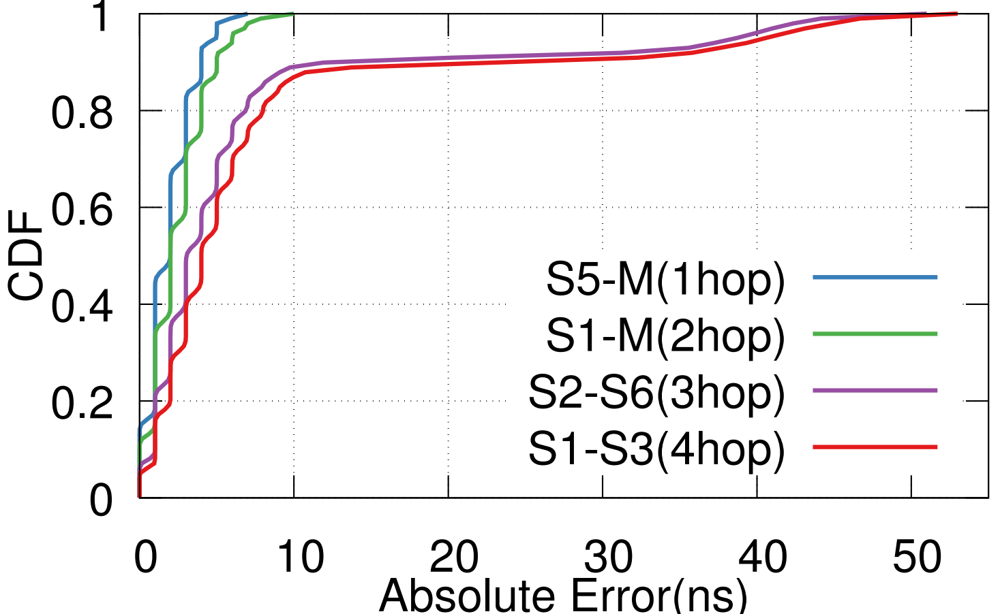 1
0.8
0.6
0.4
0.2
0
CDF
S5-M(1hop)
S1-M(2hop)
S2-S6(3hop)
S1-S3(4hop)
0 10 20 30 40 50
Absolute Error(ns)